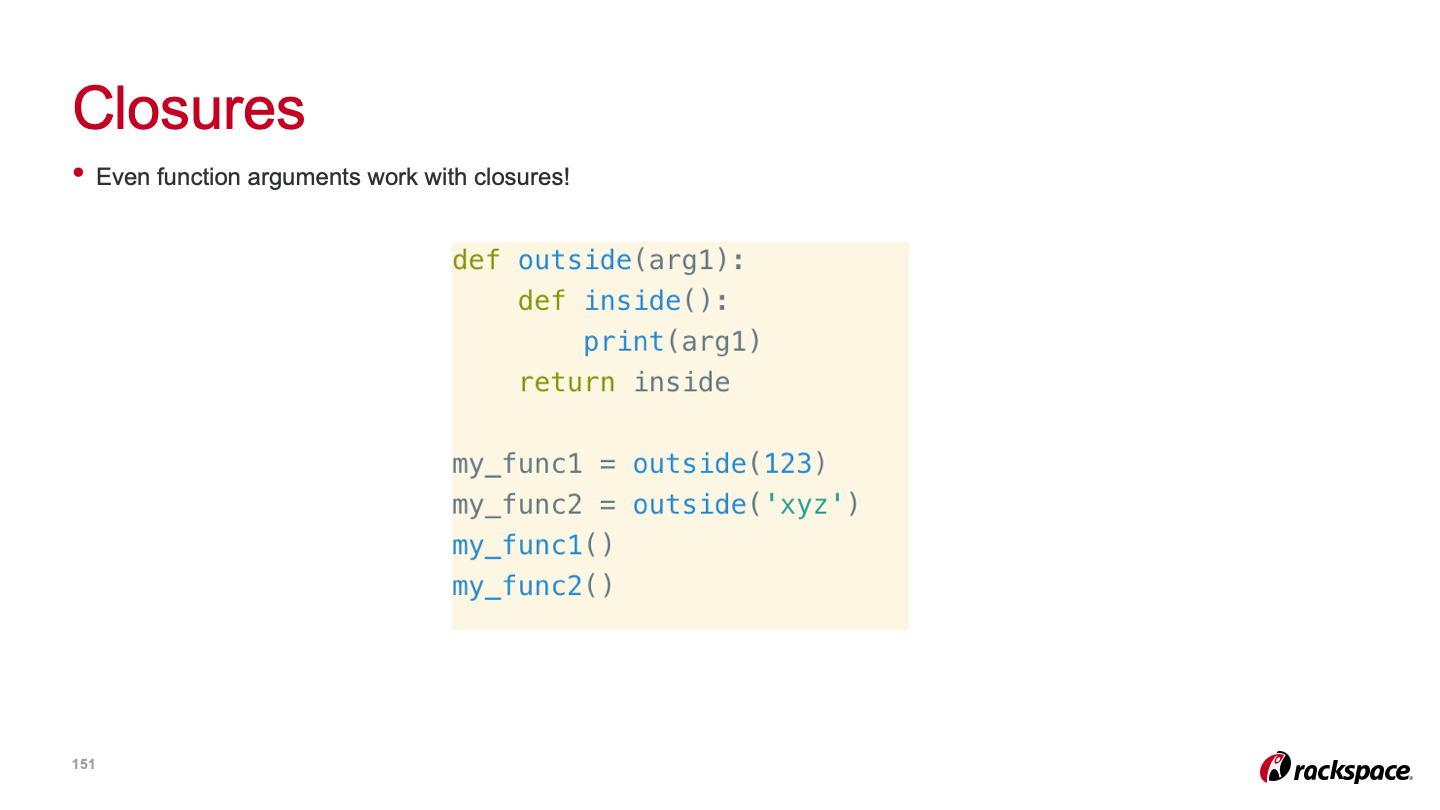 Closures
• Even function arguments work with closures!
def outside(arg1):
    def inside():
        print(arg1)
    return inside

my_func1 = outside(123)
my_func2 = outside('xyz')
my_func1()
my_func2()
151
rackspace.